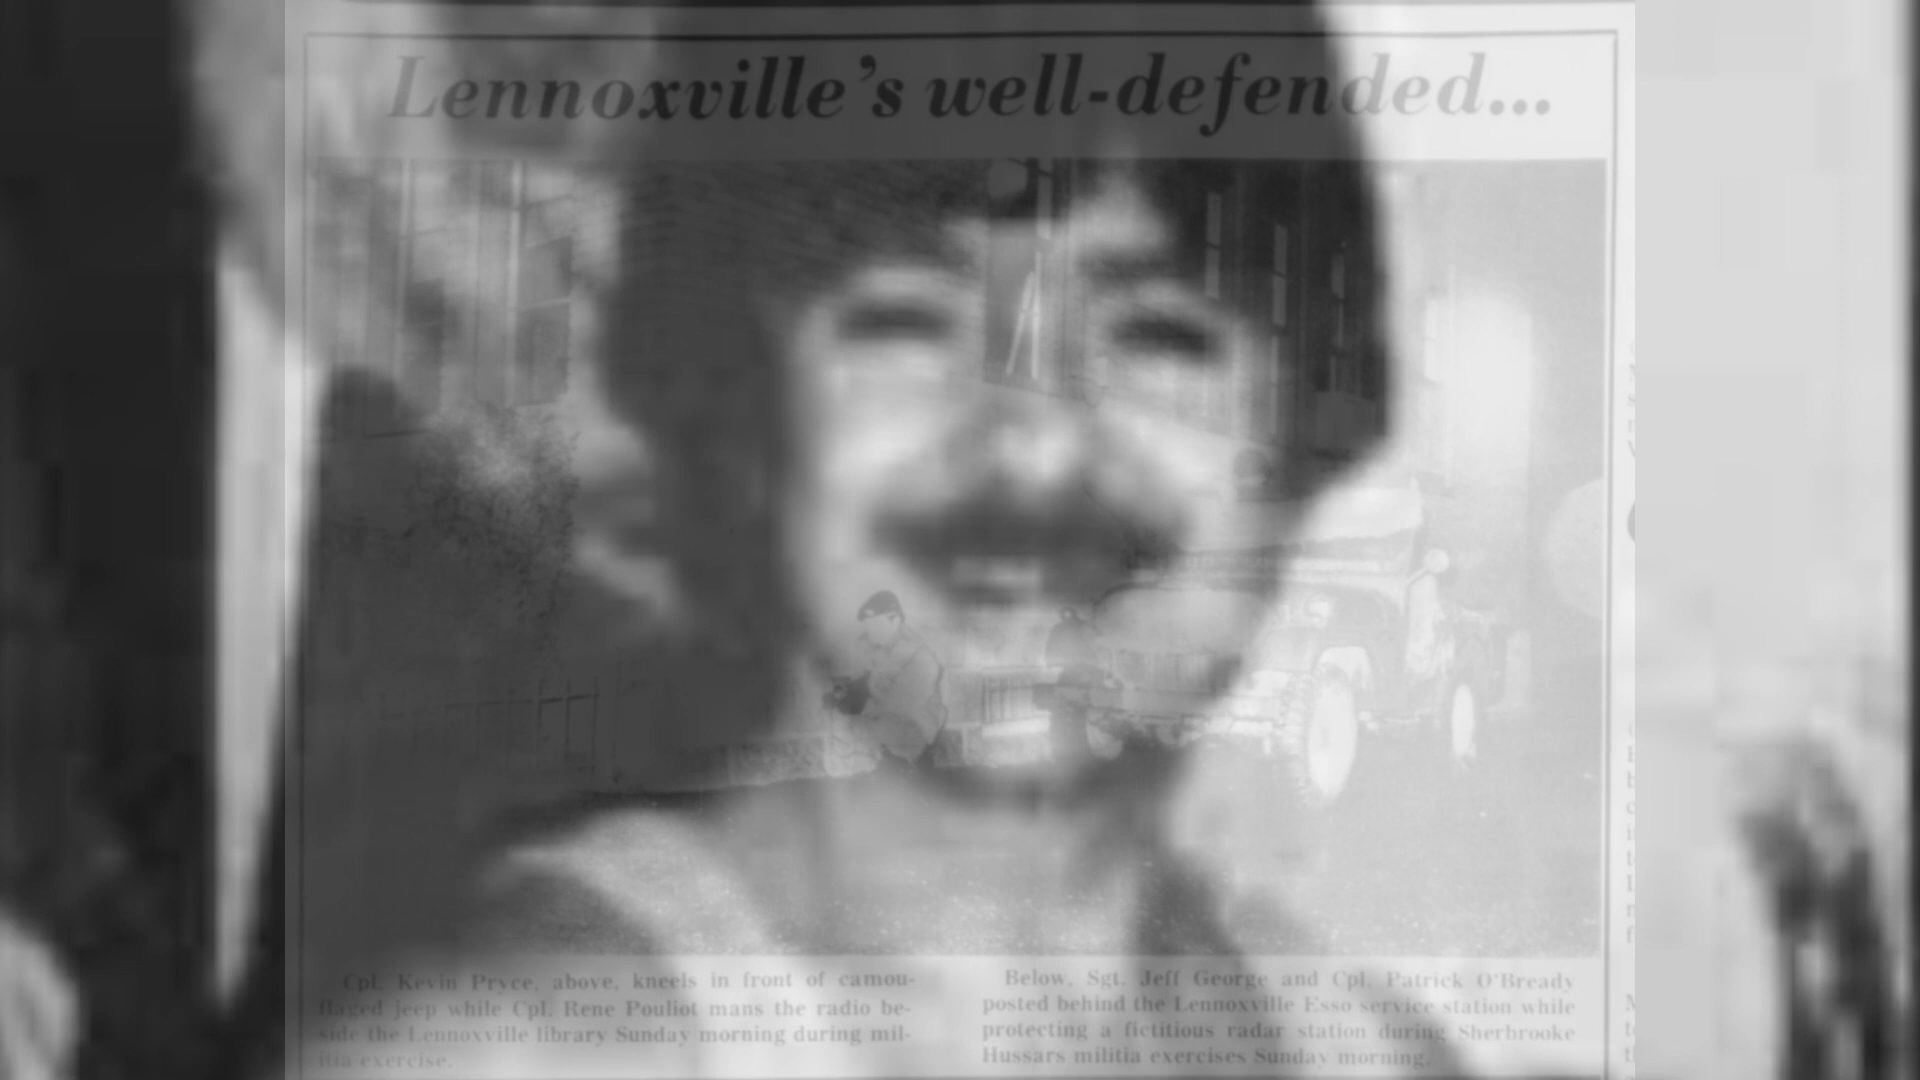 Lennoxville's well-defended...
Cpl. Kevin Pryce, above, kneels in front of camou-
flaged jeep while Cpl. Rene Pouliot mans the radio be-
side the Lennoxville library Sunday morning during mil-
itia exercise.
Below, Sgt. Jeff George and Cpl. Patrick O'Bready
posted behind the Lennoxville Esso service station while
protecting a fictitious radar station during Sherbrooke
Hussars militia exercises Sunday morning.